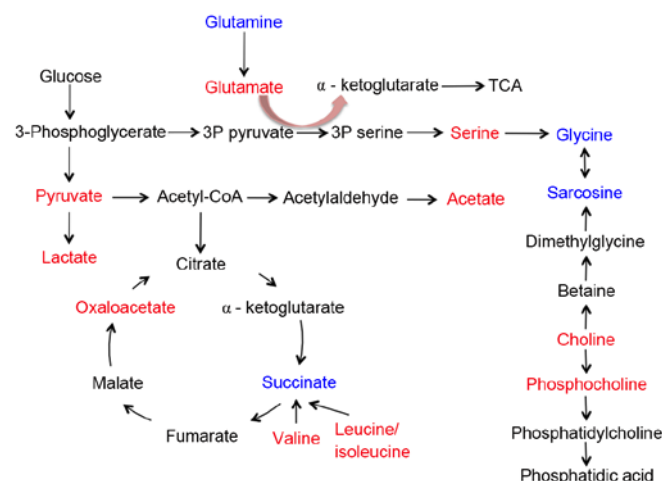 Glutamine
Glucose
Glutamate
α - ketoglutarate
TCA
3-Phosphoglycerate
3P pyruvate
3P serine
Serine
Glycine
Pyruvate
Acetyl-CoA
Acetylaldehyde
Acetate
Sarcosine
Lactate
Citrate
Dimethylglycine
Oxaloacetate
α - ketoglutarate
Betaine
Choline
Malate
Succinate
Phosphocholine
Fumarate
Valine
Leucine/
isoleucine
Phosphatidylcholine
Phosphatidic acid